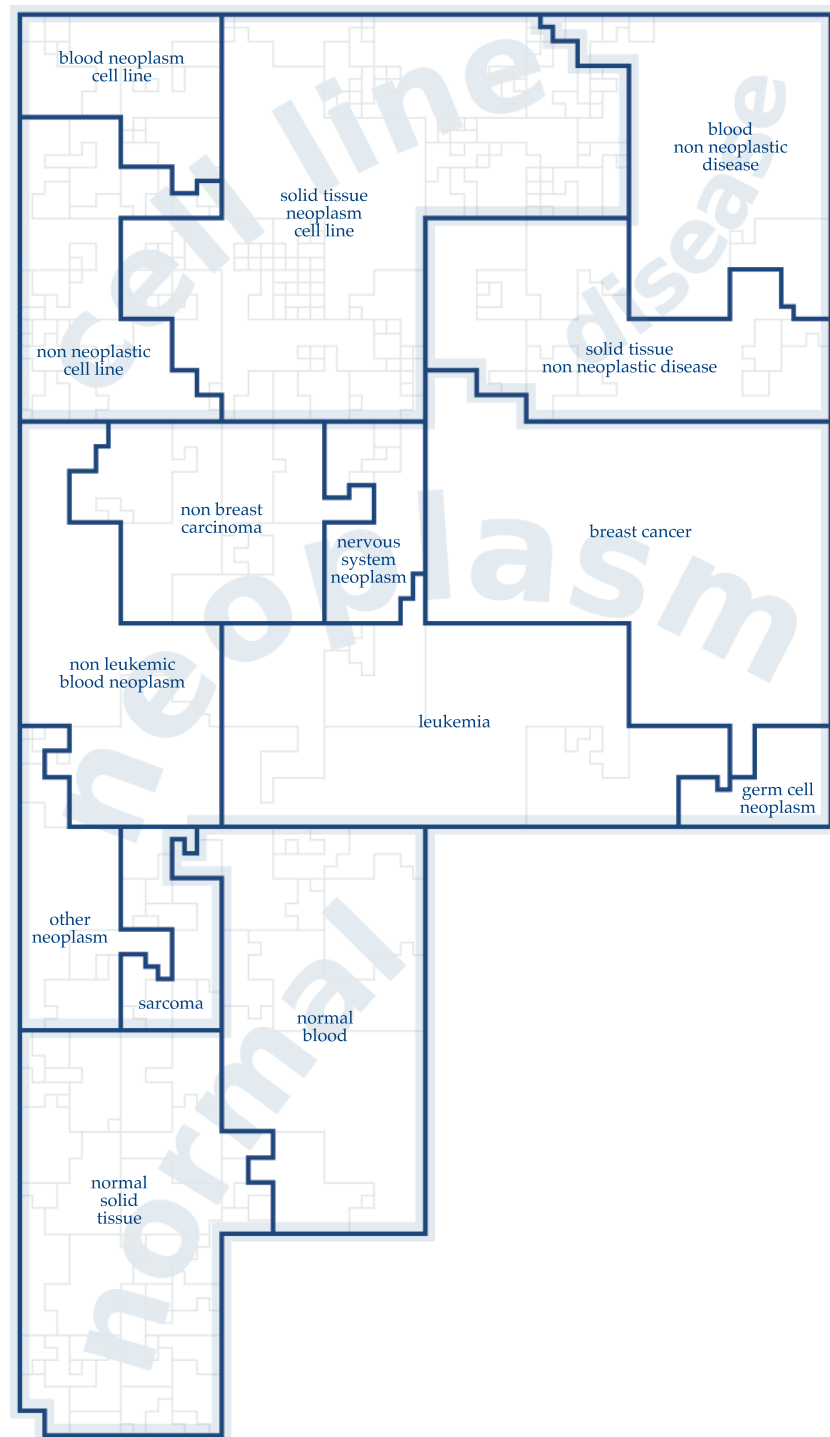 cell line
blood neoplasm
cell line
solid tissue
neoplasm
cell line
non neoplastic
cell line
disease
blood
non neoplastic
disease
solid tissue
non neoplastic disease
neoplasm
non breast
carcinoma
nervous
system
neoplasm
breast cancer
non leukemic
blood neoplasm
leukemia
germ cell
neoplasm
other
neoplasm
sarcoma
normal
normal
blood
normal
solid
tissue